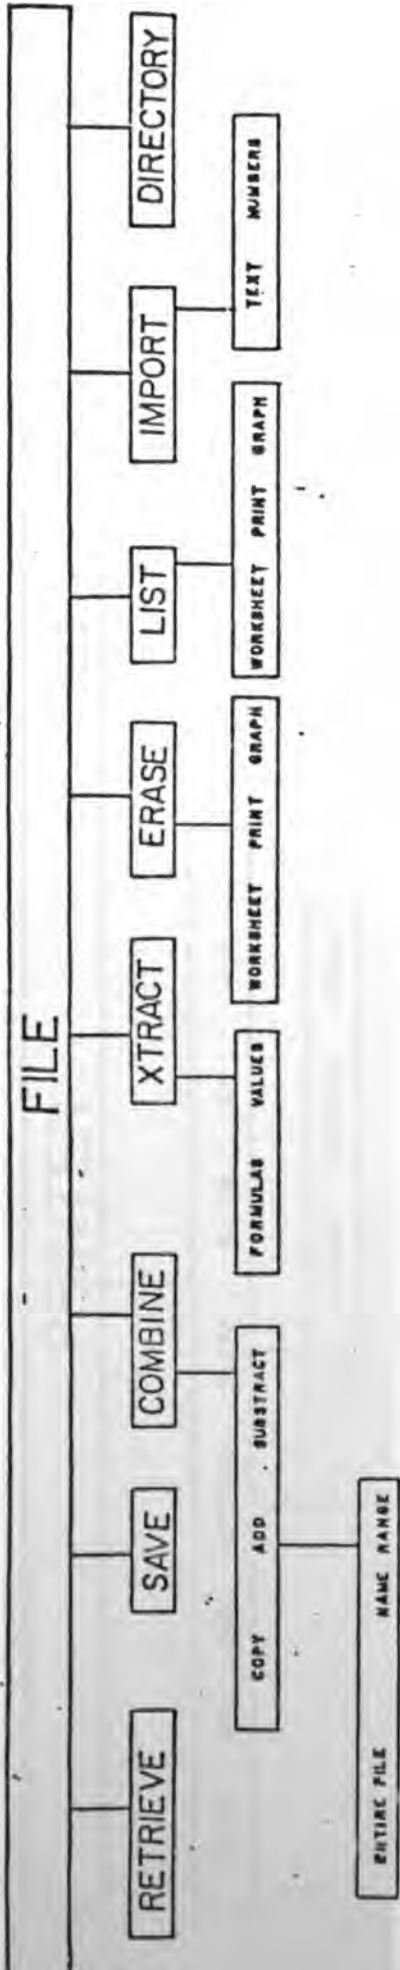 FILE
RETRIEVE SAVE COMBINE XTRACT ERASE LIST IMPORT DIRECTORY
COPY ADD SUBSTRACT
FORMULAS VALUES
WORKSHEET PRINT GRAPH
WORKSHEET PRINT GRAPH
TEXT NUMBERS
ENTIRE FILE NAME RANGE